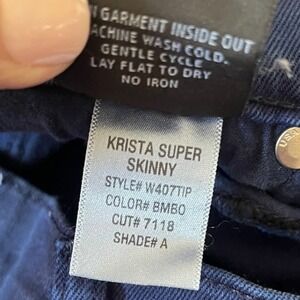 GARMENT INSIDE OUT
MACHINE WASH COLD.
GENTLE CYCLE
LAY FLAT TO DRY
NO IRON
KRISTA SUPER
SKINNY
STYLE# W407TIP
COLOR# BMBO
CUT# 7118
SHADE# A